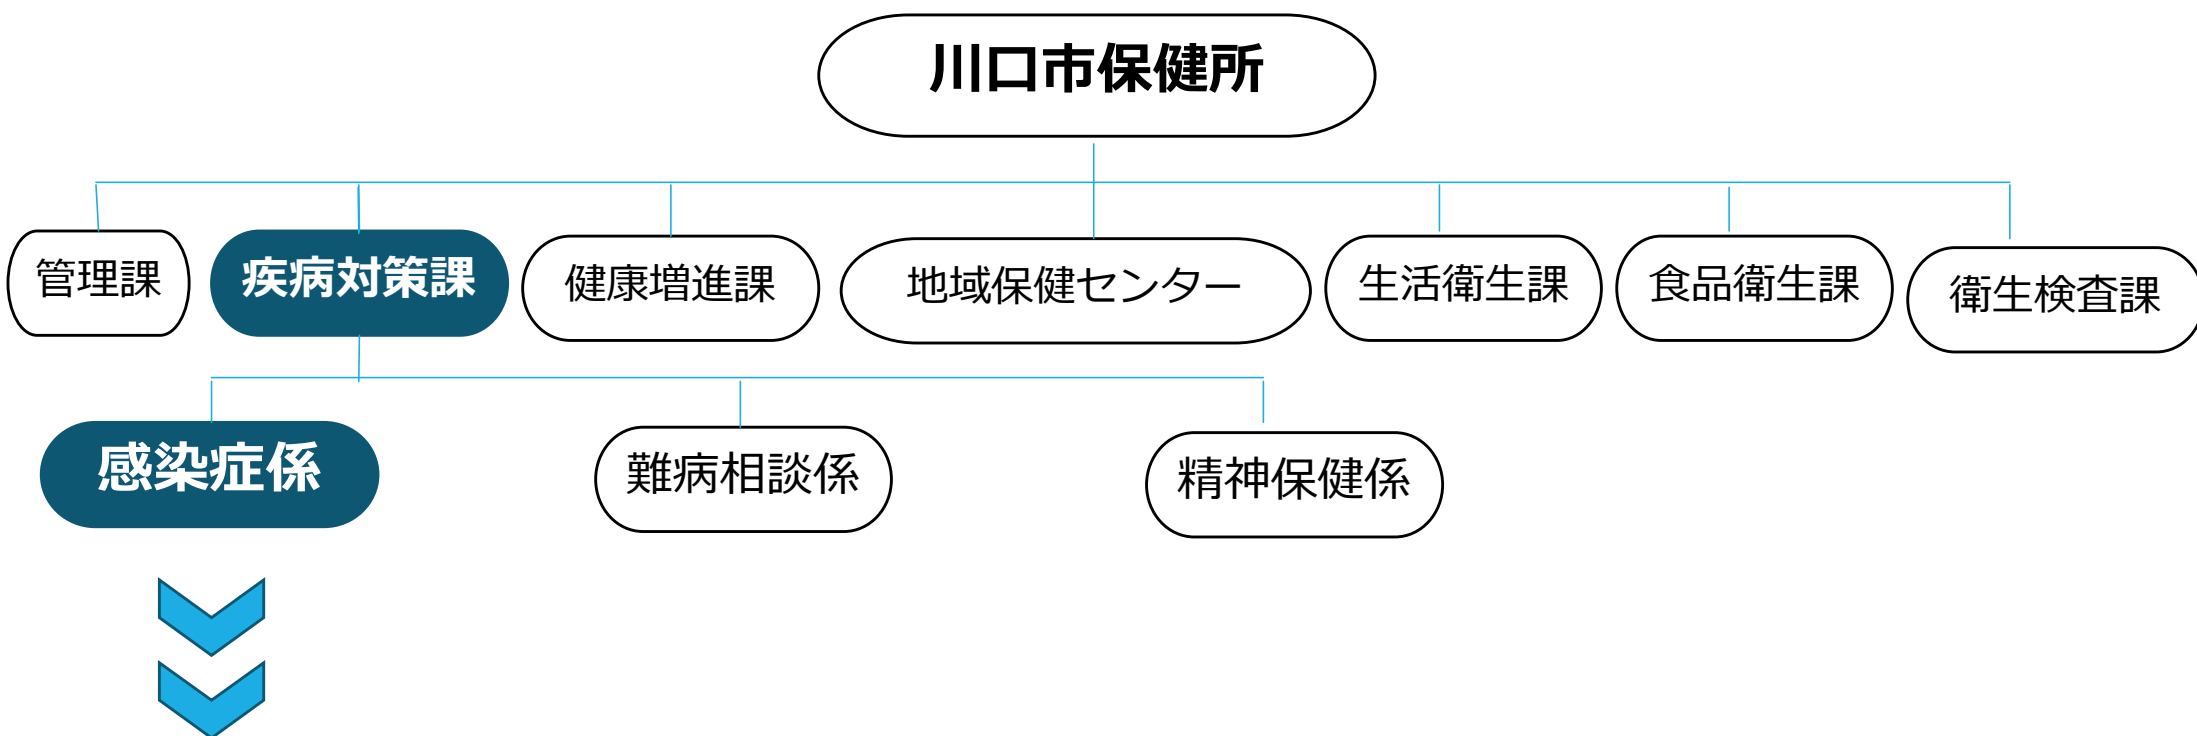 川口市保健所
管理課
疾病対策課
健康増進課
地域保健センター
生活衛生課
食品衛生課
衛生検査課
感染症係
難病相談係
精神保健係